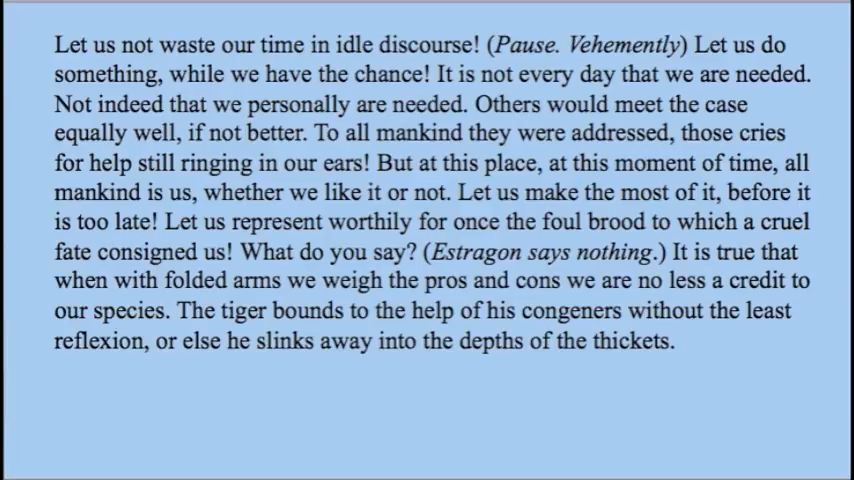 Let us not waste our time in idle discourse! (Pause. Vehemently) Let us do
something, while we have the chance! It is not every day that we are needed.
Not indeed that we personally are needed. Others would meet the case
equally well, if not better. To all mankind they were addressed, those cries
for help still ringing in our ears! But at this place, at this moment of time, all
mankind is us, whether we like it or not. Let us make the most of it, before it
is too late! Let us represent worthily for once the foul brood to which a cruel
fate consigned us! What do you say? (Estragon says nothing.) It is true that
when with folded arms we weigh the pros and cons we are no less a credit to
our species. The tiger bounds to the help of his congeners without the least
reflexion, or else he slinks away into the depths of the thickets.